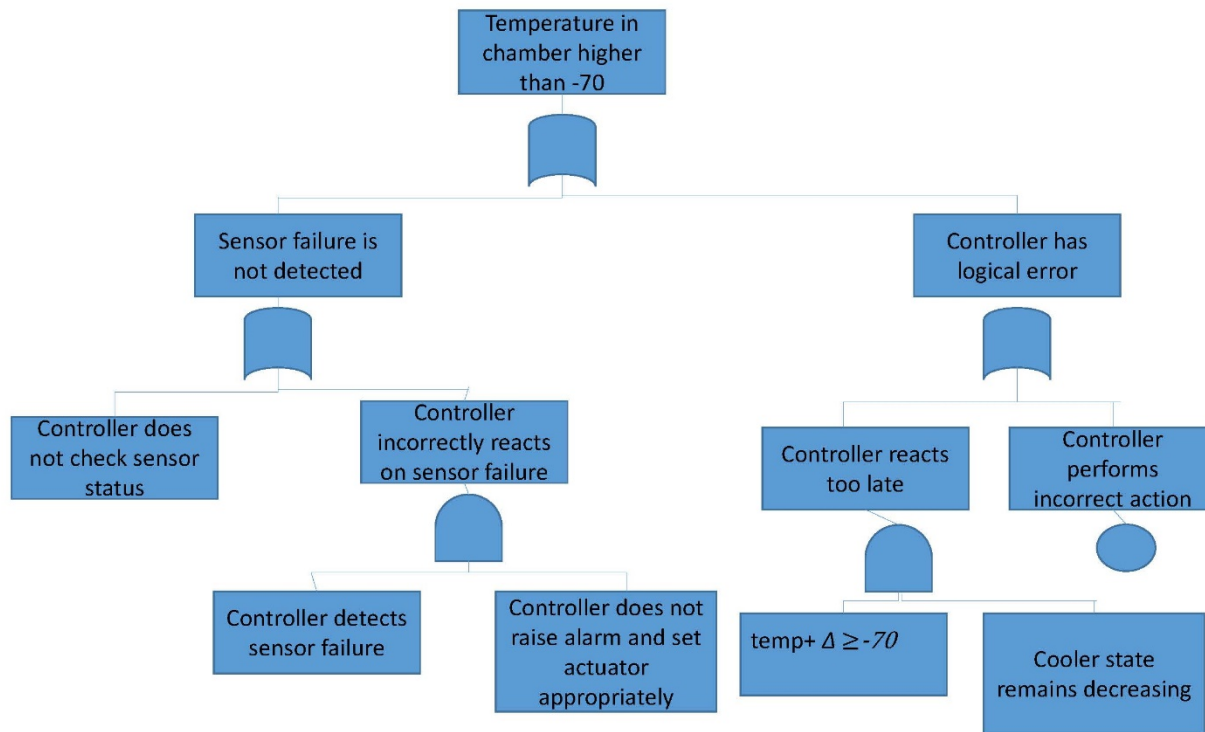 Temperature in
chamber higher
than -70
Sensor failure is
not detected
Controller has
logical error
Controller does
not check sensor
status
Controller
incorrectly reacts
on sensor failure
Controller reacts
too late
Controller
performs
incorrect action
Controller detects
sensor failure
Controller does not
raise alarm and set
actuator
appropriately
temp+ Δ ≥ -70
Cooler state
remains decreasing